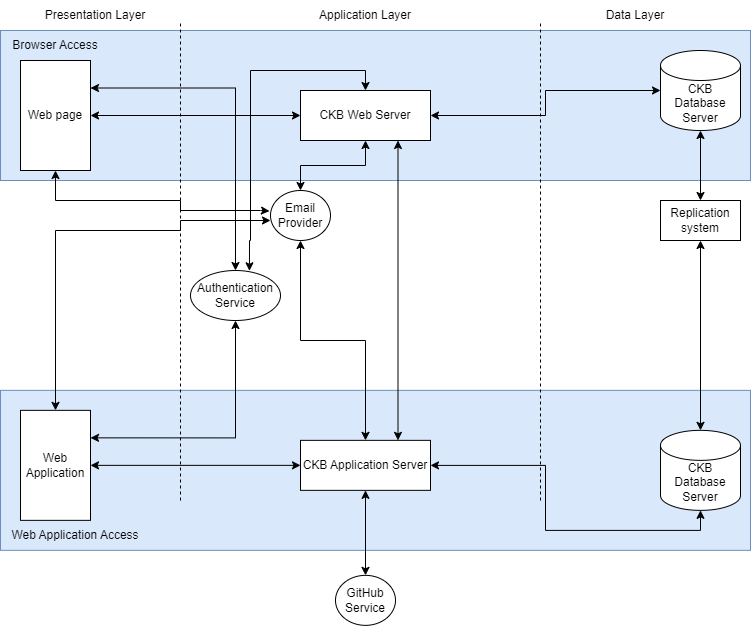 Presentation Layer
Application Layer
Data Layer
Browser Access
Web page
CKB Web Server
CKB
Database
Server
Email
Provider
Replication
system
Authentication
Service
Web
Application
CKB Application Server
CKB
Database
Server
Web Application Access
GitHub
Service